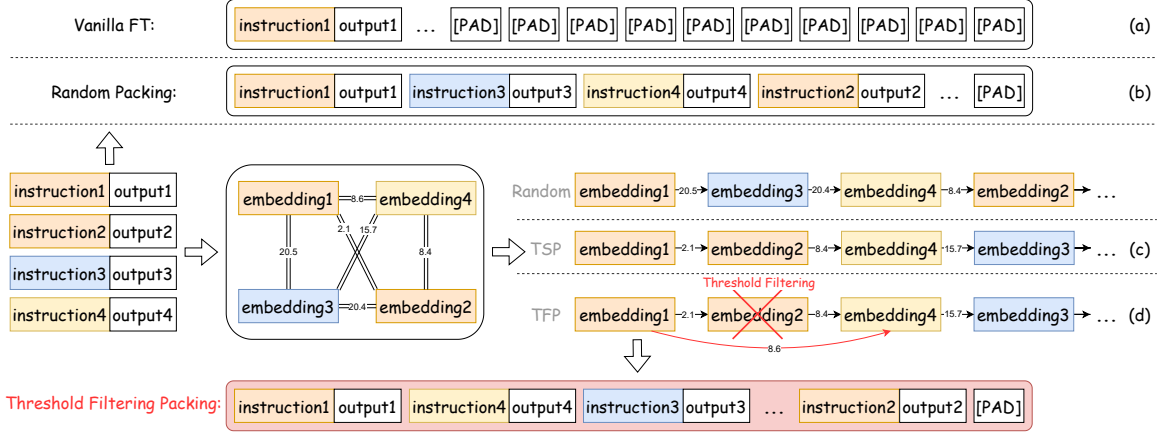 Vanilla FT: instruction1 output1 ... [PAD] [PAD] [PAD] [PAD] [PAD] [PAD] [PAD] [PAD] [PAD] [PAD] (a)
Random Packing: instruction1 output1 instruction3 output3 instruction4 output4 instruction2 output2 ... [PAD] (b)
instruction1 output1
instruction2 output2
instruction3 output3
instruction4 output4
embedding1 8.6 embedding4
2.1 15.7
20.5 8.4
embedding3 20.4 embedding2
Random embedding1 20.5 embedding3 20.4 embedding4 8.4 embedding2 ...
TSP embedding1 2.1 embedding2 8.4 embedding4 15.7 embedding3 ... (c)
Threshold Filtering
TFP embedding1 2.1 embedding2 8.4 embedding4 15.7 embedding3 ... (d)
8.6
Threshold Filtering Packing: instruction1 output1 instruction4 output4 instruction3 output3 ... instruction2 output2 [PAD]